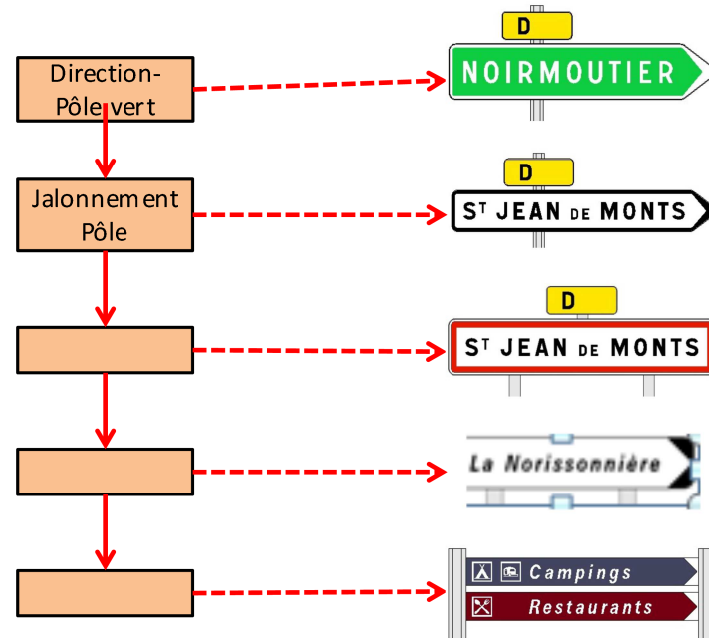 Direction-
Pôle vert
D
NOIRMOUTIER
Jalonnement
Pôle
D
ST JEAN DE MONTS
D
ST JEAN DE MONTS
La Norissonnière
Campings
Restaurants